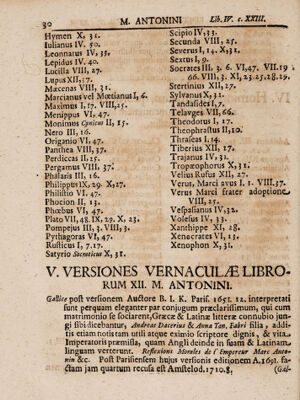 30
M. ANTONINI
Lib. IV. c. XXIII.
Hymen X, 31.
Iulianus IV. 50.
Leonnatus IV, 35.
Lepidus IV. 40.
Lucilla VIII, 27.
Lupus XII, 17.
Mæcenas VIII, 31.
Marcianus vel Mœtianus I, 6.
Maximus I, 17. VIII, 25.
Menippus VI, 47.
Monimus Cynicus II, 15.
Nero III, 16.
Origanio VI, 47.
Panthea VIII, 37.
Perdiccas II, 15.
Pergamus VIII, 37.
Phalaris III, 16.
Philippus IX, 29. X, 27.
Philistio VI, 47.
Phocion II, 13.
Phœbus VI, 47.
Plato VII, 48. IX, 29. X, 23.
Pompejus III, 3. VIII, 3.
Pythagoras VI, 47.
Rusticus I, 7.17.
Satyrio Socraticus X, 31.
Scipio IV, 33.
Secunda VIII, 25.
Severus I, 14. X, 31.
Sextus I, 9.
Socrates III, 3. 6. VI, 47. VII, 19.
66. VIII, 3. XI, 23.25.28.39.
Stertinius XII, 27.
Sylvanus X, 31.
Tandasides I, 7.
Telavges VII, 66.
Theodotus I, 17.
Theophrastus II, 10.
Thraseas I, 14.
Tiberius XII, 27.
Trajanus IV, 31.
Tropæophorus X, 31.
Velius Rufus XII, 27.
Verus, Marci avus I, 1. VIII. 37.
Verus Marci frater adoptione
VIII, 25.
Vespasianus IV, 32.
Volesus IV, 33.
Xanthippe XI, 28.
Xenocrates VI, 13.
Xenophon X, 31.
V. VERSIONES VERNACULÆ LIBRO-
RUM XII. M. ANTONINI.
Gallice post versionem Auctore B. I. K. Paris. 1651. 12. interpretati
sunt perquam eleganter par conjugum præclarissimum, qui cum
matrimonio se sociarent, Græcæ & Latinæ litteræ connubio jun-
gi sibi dicebantur, Andreas Dacerius & Anna Tan. Fabri filia, addi-
tis etiam notis tam utili atque eximio scriptore dignis, & vita
Imperatoris præmissa, quam Angli deinde in suam & Latinam
linguam verterunt. Reflexions Morales de l'Empereur Marc Anto-
nin &c. Post Parisiensem hujus versionis editionem A. 1691. fa-
ctam jam quartum recusa est Amstelod. 1710. 8.
(Gal-